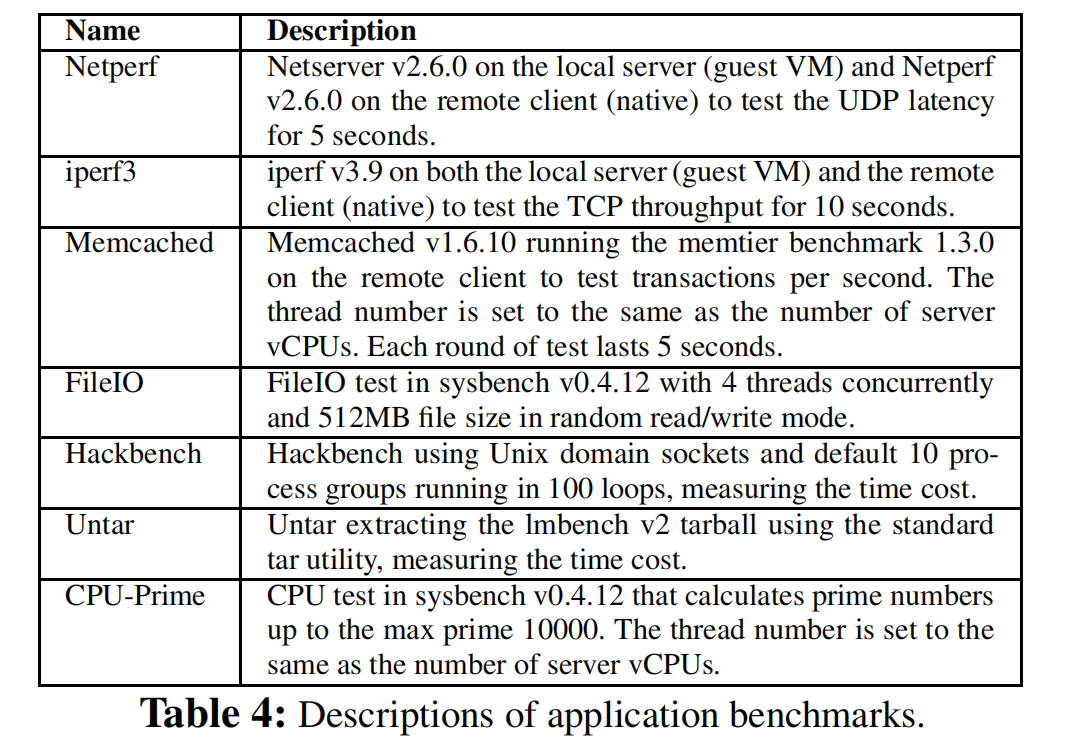 Name Description
Netperf Netserver v2.6.0 on the local server (guest VM) and Netperf
v2.6.0 on the remote client (native) to test the UDP latency
for 5 seconds.
iperf3 iperf v3.9 on both the local server (guest VM) and the remote
client (native) to test the TCP throughput for 10 seconds.
Memcached Memcached v1.6.10 running the memtier benchmark 1.3.0
on the remote client to test transactions per second. The
thread number is set to the same as the number of server
vCPUs. Each round of test lasts 5 seconds.
FileIO FileIO test in sysbench v0.4.12 with 4 threads concurrently
and 512MB file size in random read/write mode.
Hackbench Hackbench using Unix domain sockets and default 10 pro-
cess groups running in 100 loops, measuring the time cost.
Untar Untar extracting the lmbench v2 tarball using the standard
tar utility, measuring the time cost.
CPU-Prime CPU test in sysbench v0.4.12 that calculates prime numbers
up to the max prime 10000. The thread number is set to the
same as the number of server vCPUs.
Table 4: Descriptions of application benchmarks.